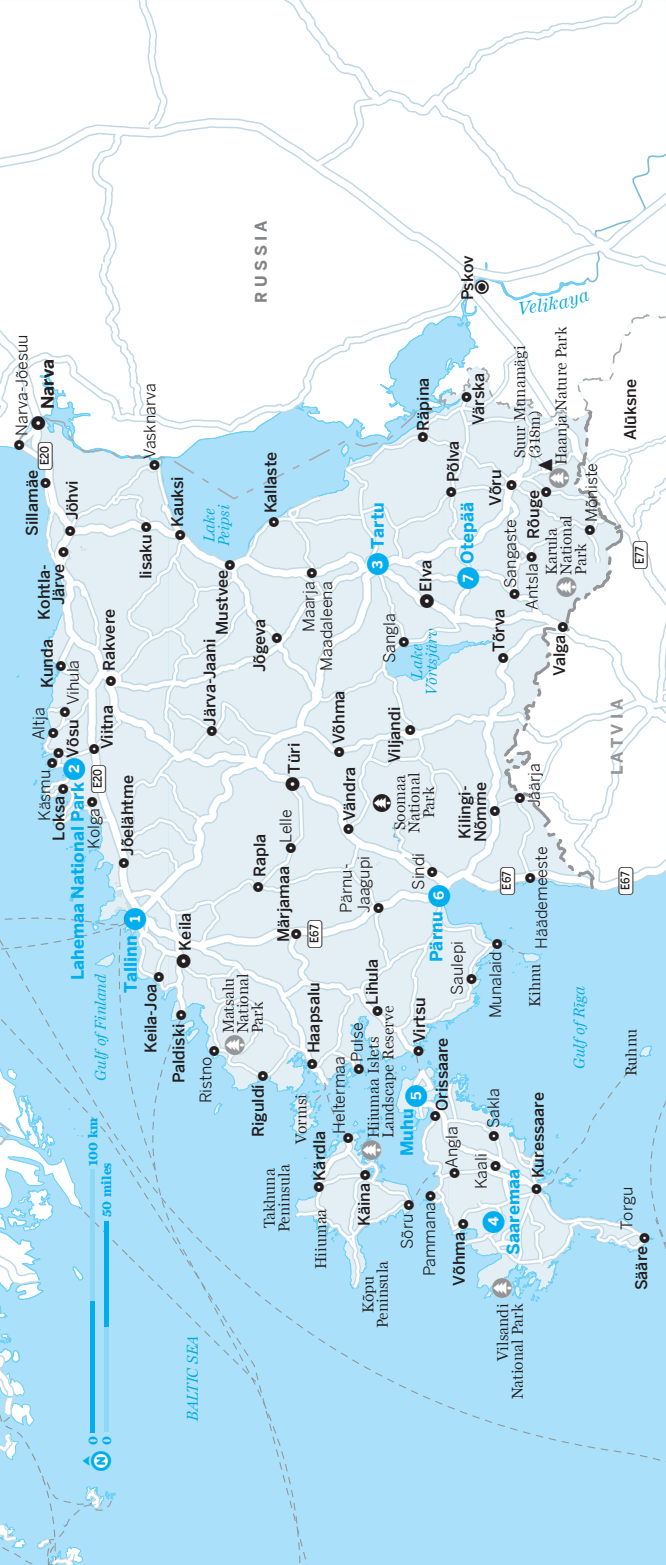 0
100 km
0
50 miles
N
BALTIC SEA
Gulf of Finland
Gulf of Riga
RUSSIA
LATVIA
Narva-Jõesuu
Narva
E20
Sillamäe
Jõhvi
Kohtla-
Järve
Vasknarva
Iisaku
Kauksi
Lake
Peipsi
Kallaste
Mustvee
Kunda
Rakvere
Altja
Vihula
Võsu
Viitna
Käsmu
Loksa
Lahemaa National Park 2
Kolga
E20
Jõelähtme
Tallinn 1
Keila
Keila-Joa
Paldiski
Ristno
Matsalu
National
Park
Riguldi
Haapsalu
Vormsi
Järva-Jaani
Jõgeva
Maarja
Maadaleena
3 Tartu
Räpina
Värska
Pskov
Velikaya
Põlva
Võru
Suur Munamägi
(318m)
Haanja Nature Park
Rõuge
Mõniste
Alūksne
7 Otepää
Elva
Sangaste
Antsla
Karula
National
Park
E77
Sangla
Lake
Võrtsjärv
Tõrva
Valga
Võhma
Viljandi
Türi
Vändra
Soomaa
National
Park
Kilingi-
Nõmme
Jäärja
Lelle
Rapla
Märjamaa
E67
Pärnu-
Jaagupi
Sindi
Pärnu 6
E67
Häädemeeste
E67
Lihula
Saulepi
Munalaid
Kihnu
Virtsu
Pulse
Heltermaa
Hiiumaa Islets
Landscape Reserve
Muhu 5
Orissaare
Kärdla
Takhuna
Peninsula
Hiiumaa
Käina
Kõpu
Peninsula
Sõru
Pammana
Angla
Sakla
Kaali
Võhma
4
Saaremaa
Kuressaare
Vilsandi
National Park
Ruhnu
Torgu
Sääre